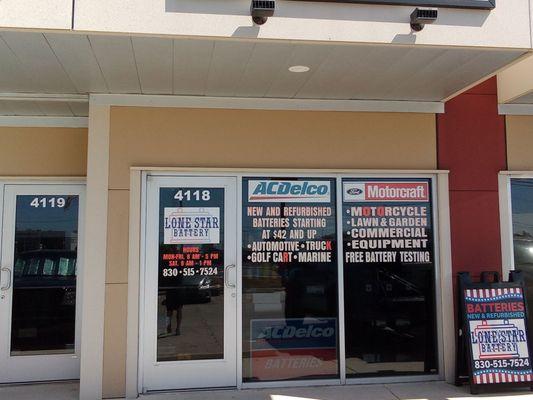 4119
4118
LONE STAR
BATTERY
HOURS
MON-FRI. 8 AM - 5 PM
SAT. 8 AM - 1 PM
830-515-7524
ACDelco
NEW AND REFURBISHED
BATTERIES STARTING
AT $42 AND UP
•AUTOMOTIVE •TRUCK
GOLF CART •MARINE
ACDelco
BATTERIES
Ford Motorcraft
•MOTORCYCLE
•LAWN & GARDEN
•COMMERCIAL
EQUIPMENT
FREE BATTERY TESTING
BATTERIES
NEW & REFURBISHED
LONE STAR
BATTERY
830-515-7524